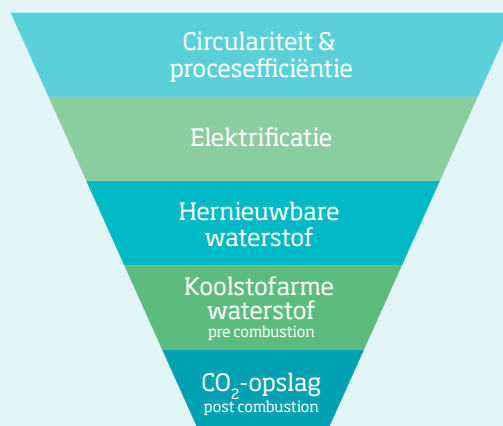 Circulariteit &
procesefficiëntie
Elektrificatie
Hernieuwbare
waterstof
Koolstofarme
waterstof
pre combustion
CO₂-opslag
post combustion